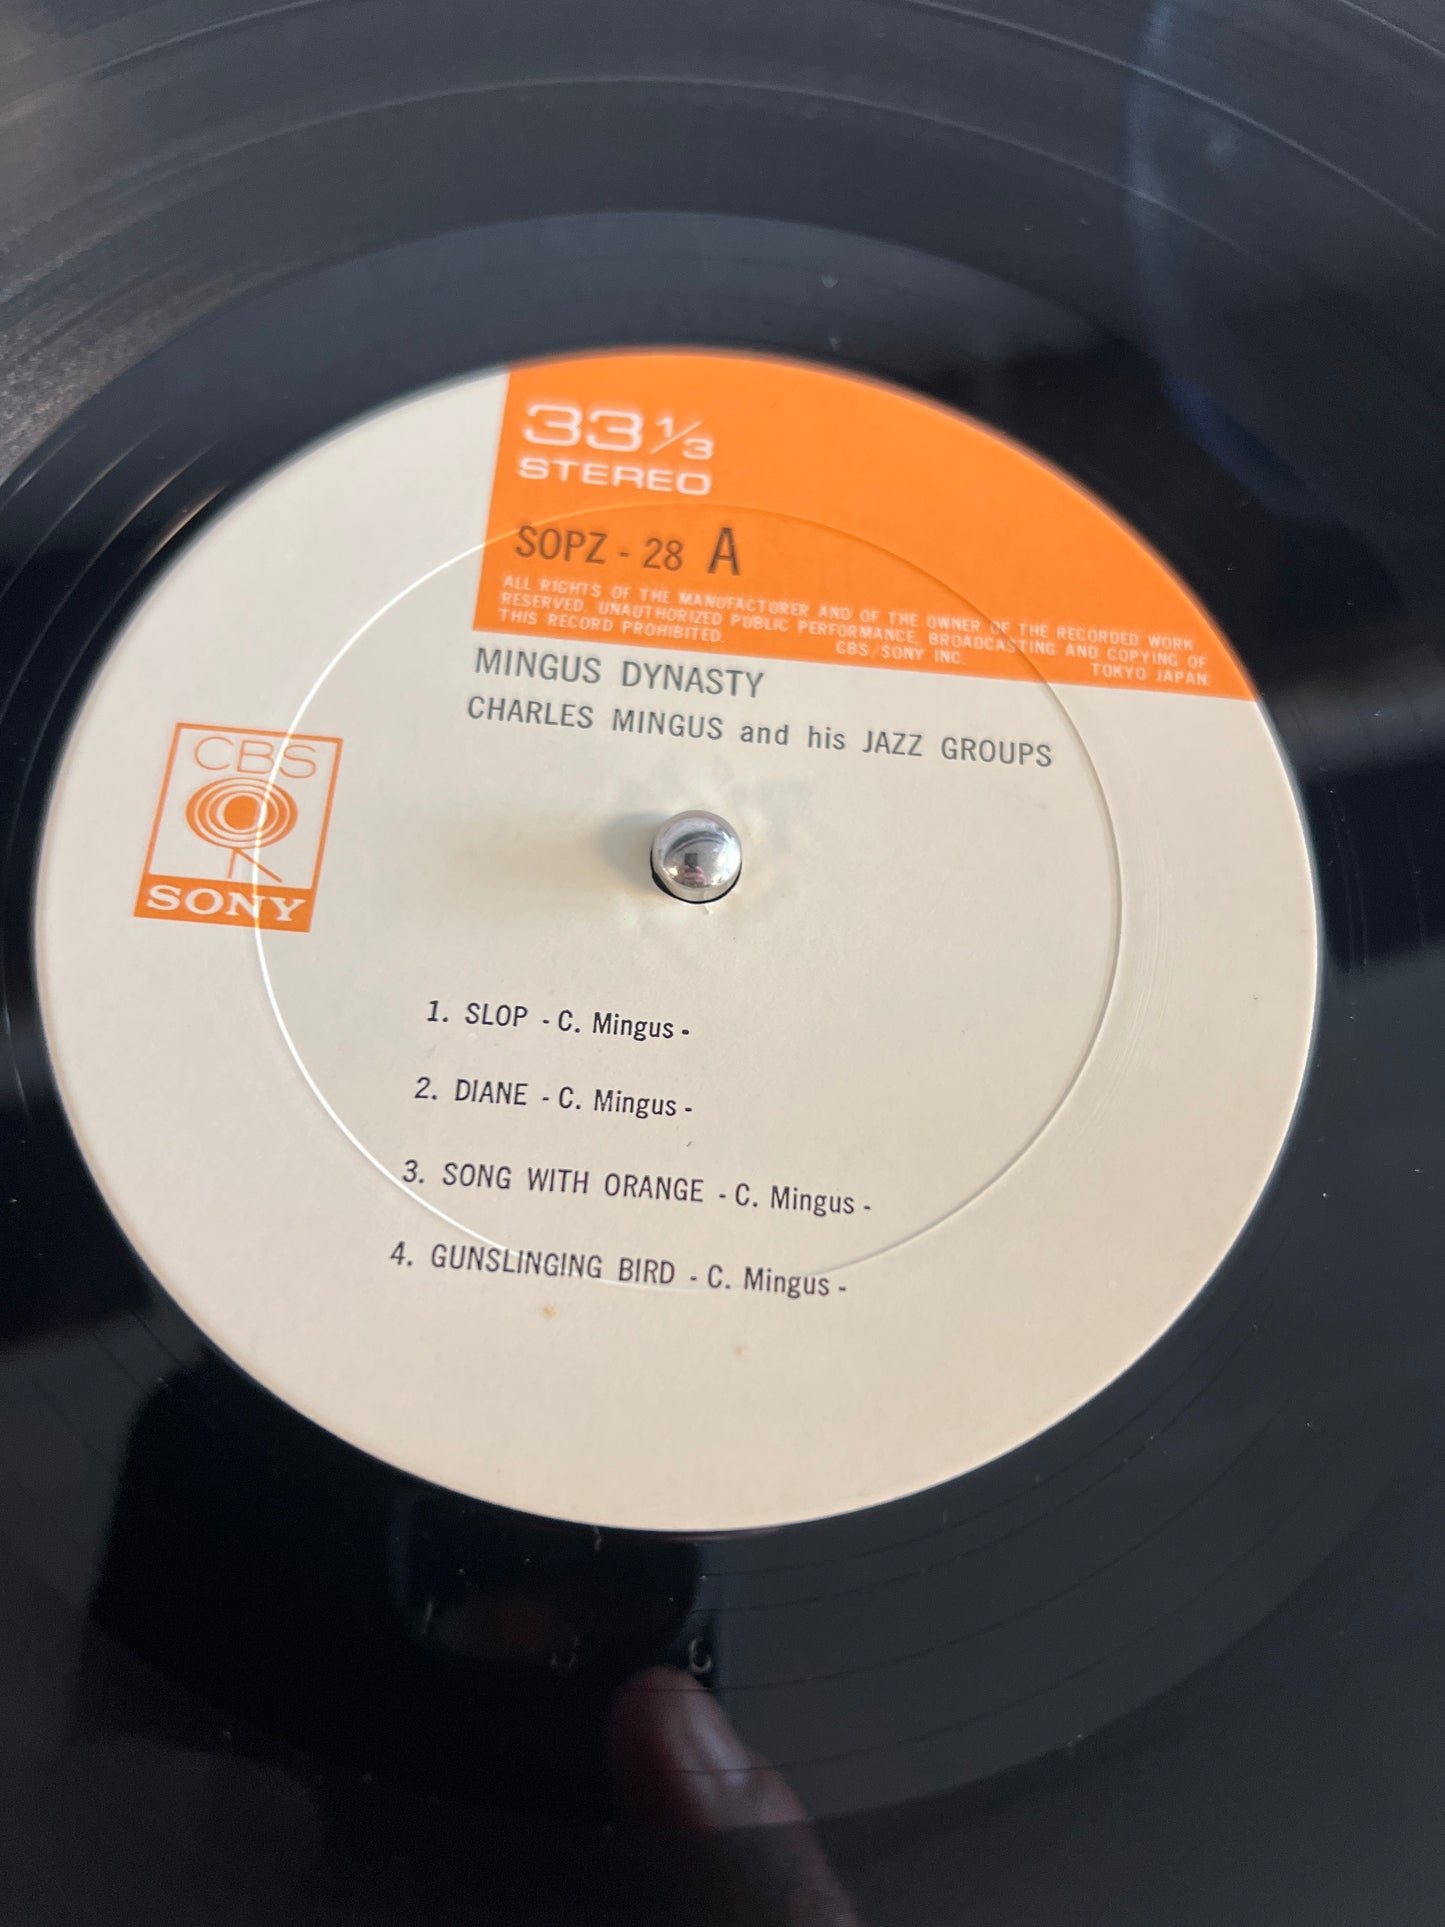 33 1/3
STEREO
SOPZ - 28 A
ALL RIGHTS OF THE MANUFACTURER AND OF THE OWNER OF THE RECORDED WORK
RESERVED. UNAUTHORIZED PUBLIC PERFORMANCE, BROADCASTING AND COPYING OF
THIS RECORD PROHIBITED. CBS/SONY INC. TOKYO JAPAN.
MINGUS DYNASTY
CHARLES MINGUS and his JAZZ GROUPS
CBS
SONY
1. SLOP - C. Mingus -
2. DIANE - C. Mingus -
3. SONG WITH ORANGE - C. Mingus -
4. GUNSLINGING BIRD - C. Mingus -